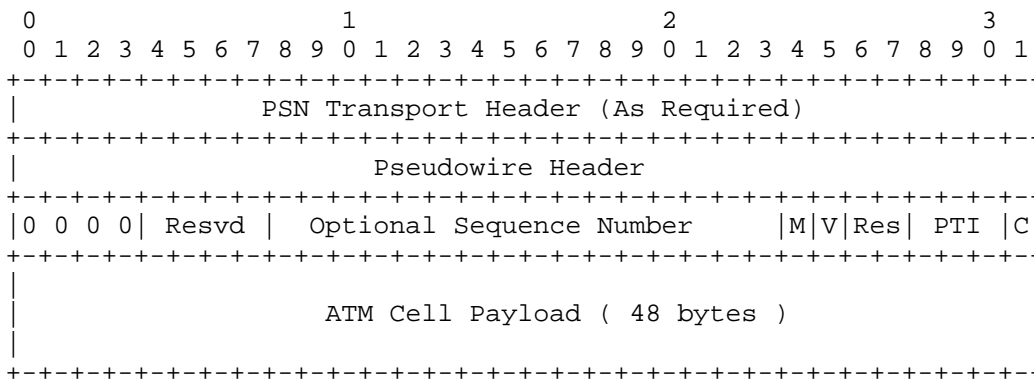 0                   1                   2                   3
 0 1 2 3 4 5 6 7 8 9 0 1 2 3 4 5 6 7 8 9 0 1 2 3 4 5 6 7 8 9 0 1
+-+-+-+-+-+-+-+-+-+-+-+-+-+-+-+-+-+-+-+-+-+-+-+-+-+-+-+-+-+-+-+-
|               PSN Transport Header (As Required)
+-+-+-+-+-+-+-+-+-+-+-+-+-+-+-+-+-+-+-+-+-+-+-+-+-+-+-+-+-+-+-+-
|                      Pseudowire Header
+-+-+-+-+-+-+-+-+-+-+-+-+-+-+-+-+-+-+-+-+-+-+-+-+-+-+-+-+-+-+-+-
|0 0 0 0| Resvd |  Optional Sequence Number     |M|V|Res| PTI |C
+-+-+-+-+-+-+-+-+-+-+-+-+-+-+-+-+-+-+-+-+-+-+-+-+-+-+-+-+-+-+-+-
|
|                   ATM Cell Payload ( 48 bytes )
|
+-+-+-+-+-+-+-+-+-+-+-+-+-+-+-+-+-+-+-+-+-+-+-+-+-+-+-+-+-+-+-+-